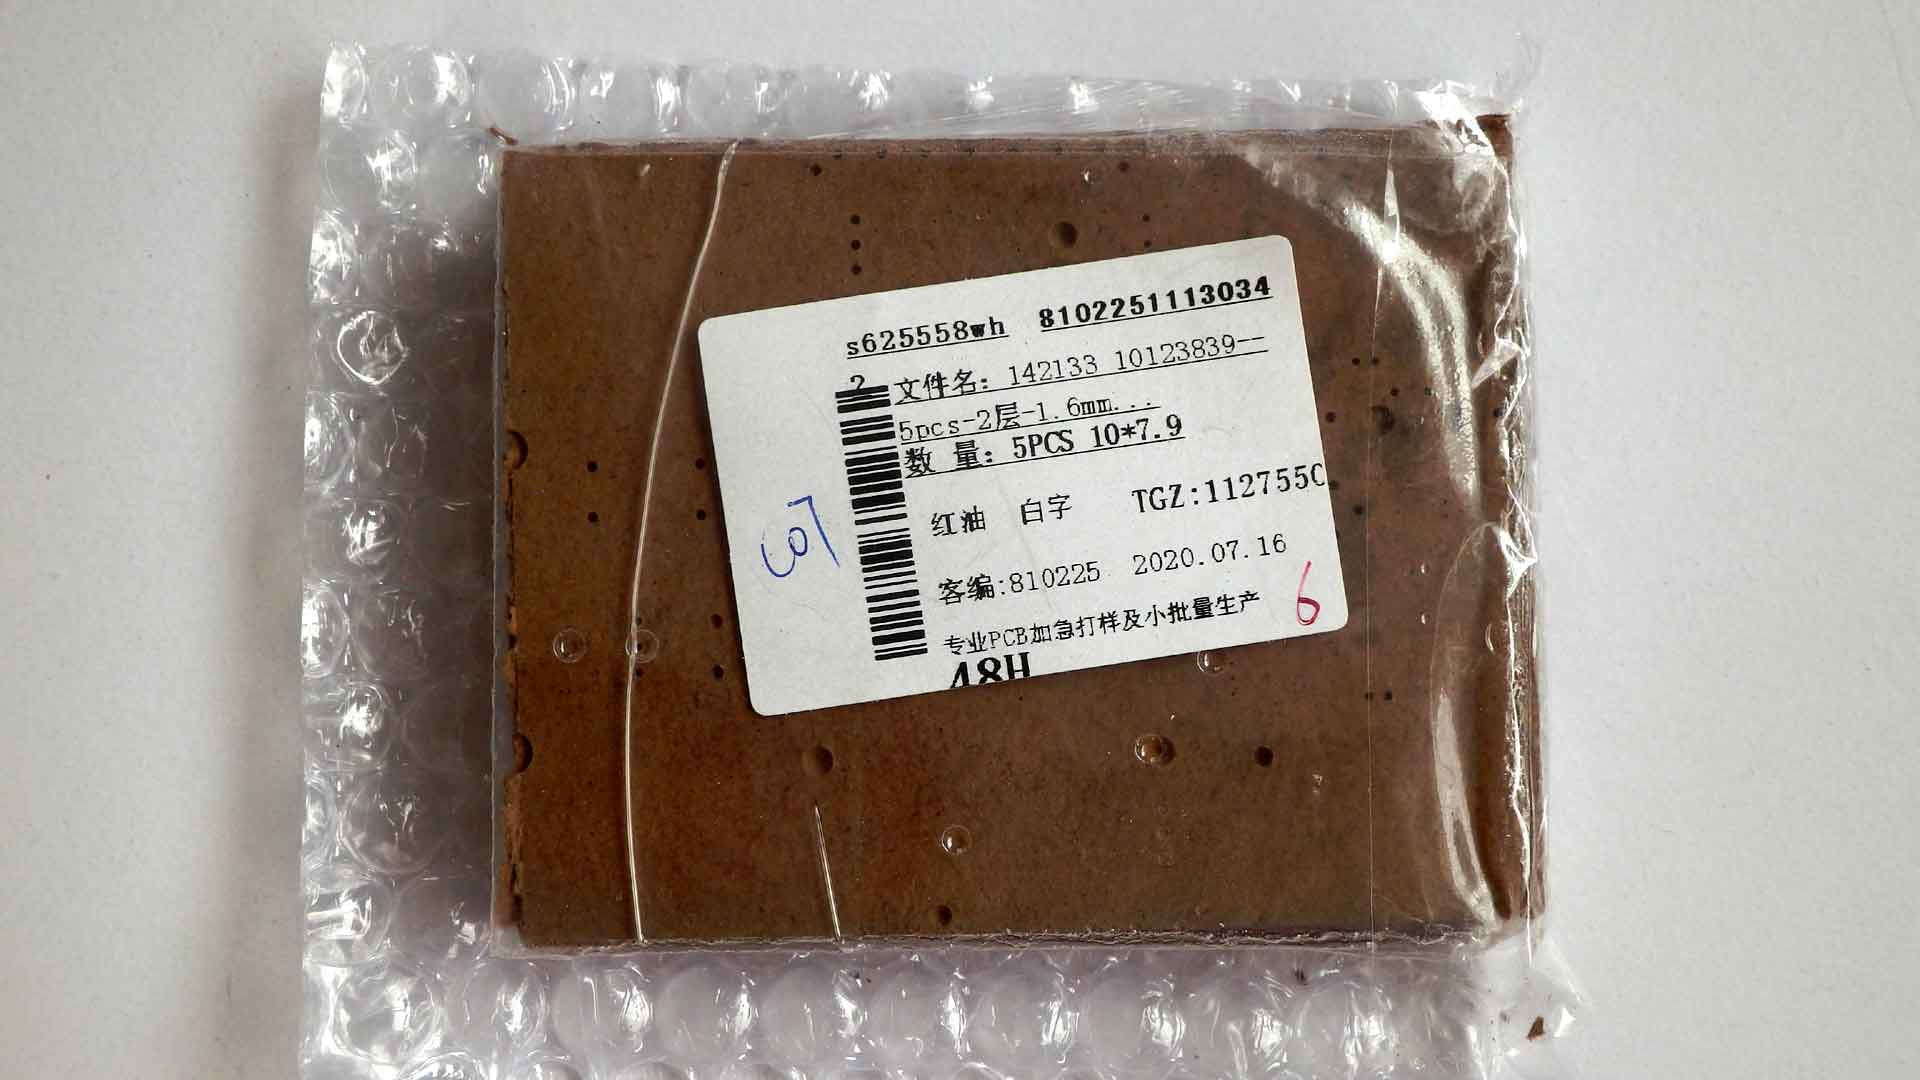 s625558wh 8102251113034
2
文件名: 142133 10123839--
5pcs-2层-1.6mm...
数 量: 5PCS 10*7.9
红油 白字 TGZ:112755C
客编:810225 2020.07.16
专业PCB加急打样及小批量生产
48H
6